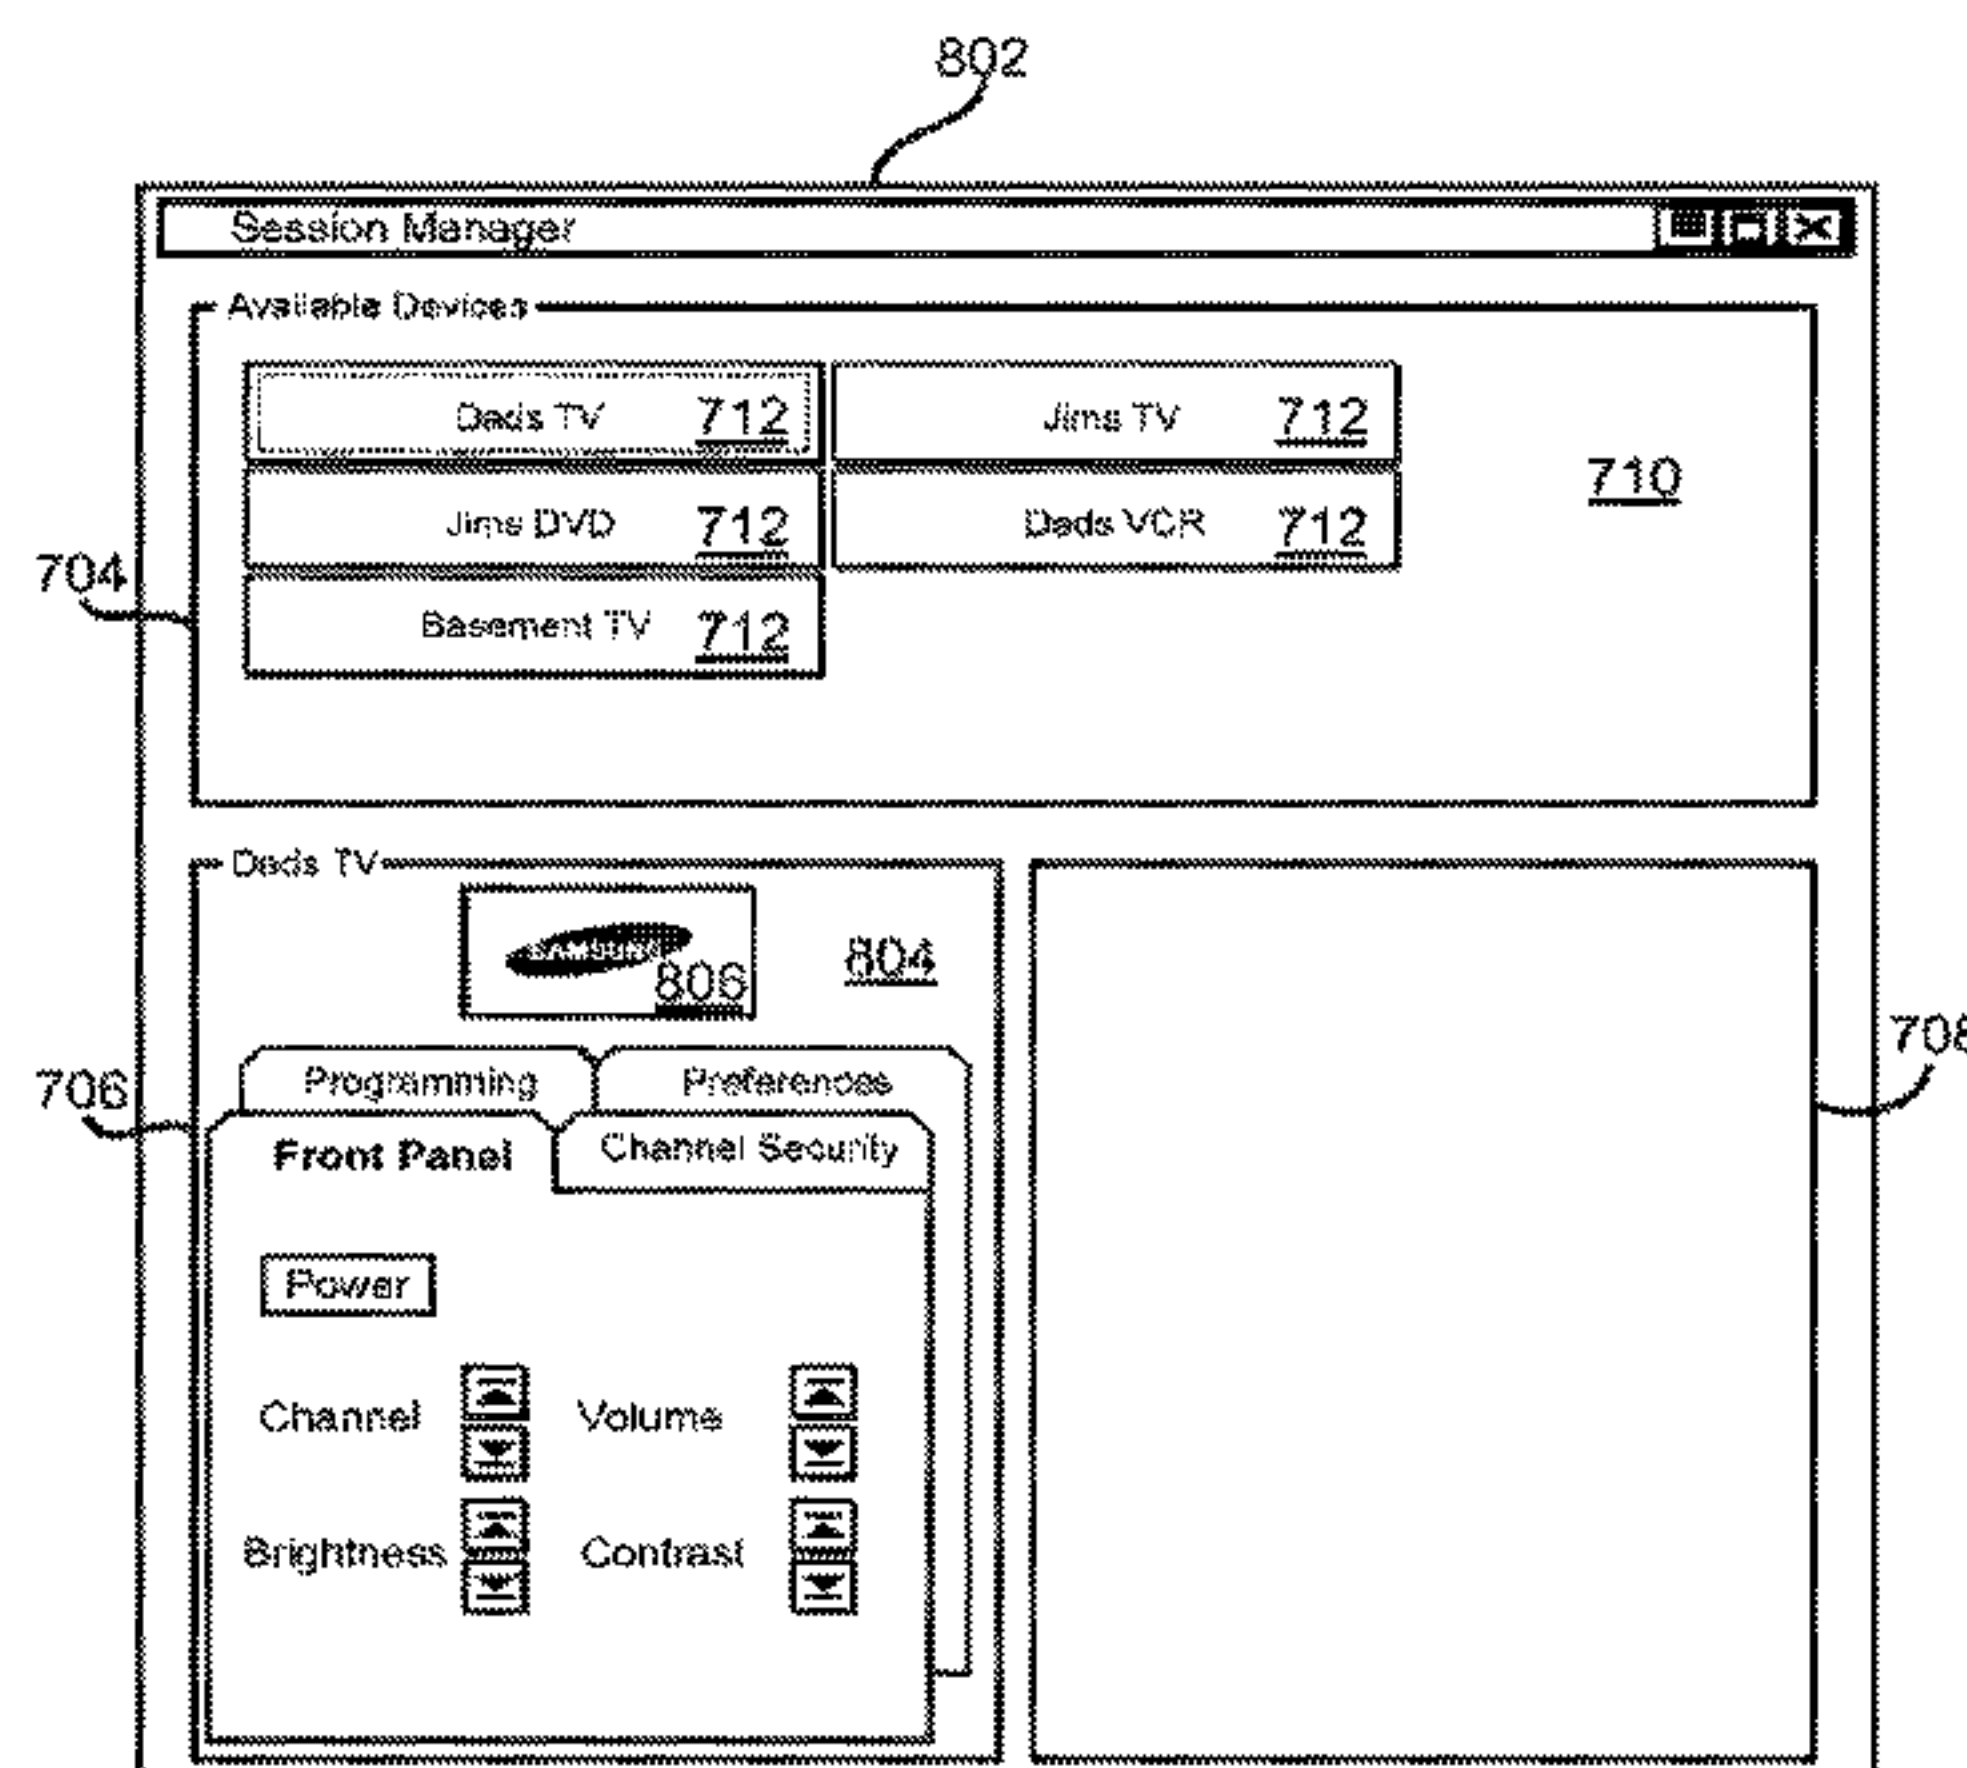 802
Session Manager
Available Devices
Dads TV 712
Jims TV 712
710
Jims DVD 712
Dads VCR 712
704
Basement TV 712
Dads TV
SAMSUNG
806
804
708
706
Programming
Preferences
Front Panel
Channel Security
Power
Channel
Volume
Brightness
Contrast